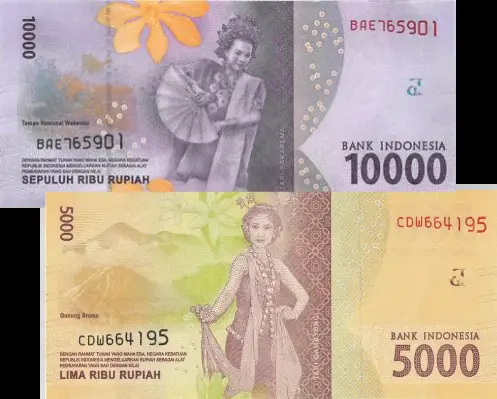 10000
BAE765901
Taman Nasional Wakatobi
BAE765901
DENGAN RAHMAT TUHAN YANG MAHA ESA, NEGARA KESATUAN
REPUBLIK INDONESIA MENGELUARKAN RUPIAH SEBAGAI ALAT
PEMBAYARAN YANG SAH DENGAN NILAI
SEPULUH RIBU RUPIAH
BANK INDONESIA
10000
5000
CDW664195
Gunung Bromo
CDW664195
DENGAN RAHMAT TUHAN YANG MAHA ESA, NEGARA KESATUAN
REPUBLIK INDONESIA MENGELUARKAN RUPIAH SEBAGAI ALAT
PEMBAYARAN YANG SAH DENGAN NILAI
LIMA RIBU RUPIAH
TARI GAMBYONG
BANK INDONESIA
5000